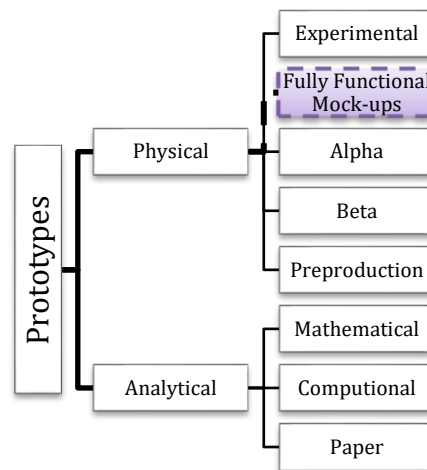 Prototypes
Physical
Experimental
Fully Functional
Mock-ups
Alpha
Beta
Preproduction
Analytical
Mathematical
Computional
Paper